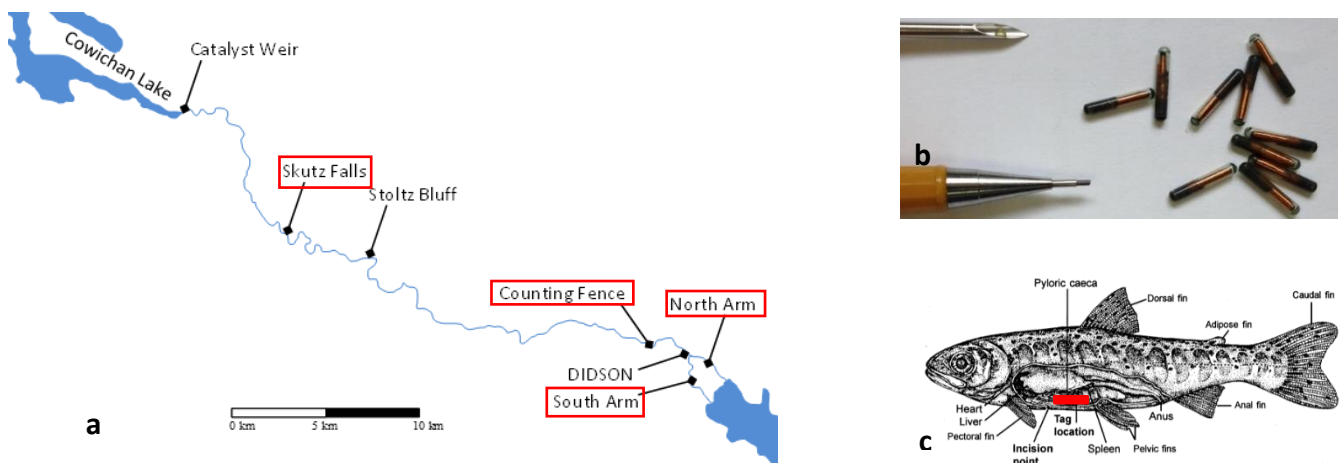 Cowichan Lake
Catalyst Weir
Skutz Falls
Stoltz Bluff
Counting Fence
North Arm
DIDSON
South Arm
0 km
5 km
10 km
a
b
Pyloric caeca
Dorsal fin
Caudal fin
Adipose fin
Heart
Liver
Pectoral fin
Incision
point
Tag
location
Spleen
Pelvic fins
Anus
Anal fin
c